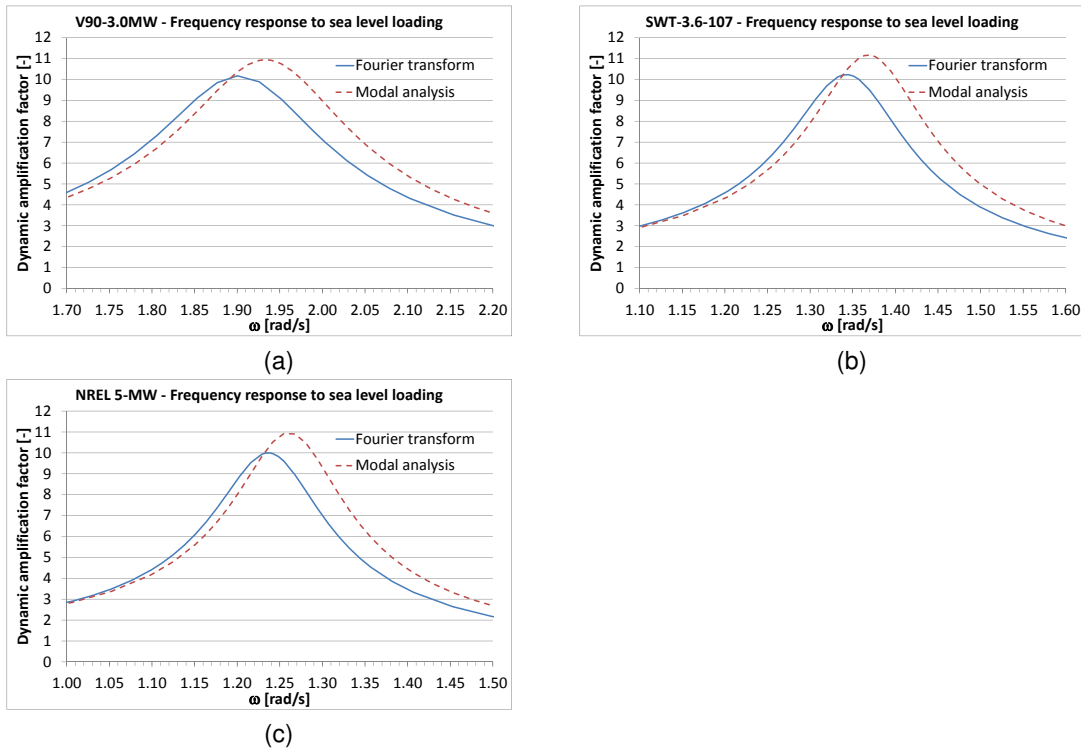 V90-3.0MW - Frequency response to sea level loading
Dynamic amplification factor [-]
12
11
10
9
8
7
6
5
4
3
2
1
0
Fourier transform
Modal analysis
1.70 1.75 1.80 1.85 1.90 1.95 2.00 2.05 2.10 2.15 2.20
ω [rad/s]
(a)
SWT-3.6-107 - Frequency response to sea level loading
Dynamic amplification factor [-]
12
11
10
9
8
7
6
5
4
3
2
1
0
Fourier transform
Modal analysis
1.10 1.15 1.20 1.25 1.30 1.35 1.40 1.45 1.50 1.55 1.60
ω [rad/s]
(b)
NREL 5-MW - Frequency response to sea level loading
Dynamic amplification factor [-]
12
11
10
9
8
7
6
5
4
3
2
1
0
Fourier transform
Modal analysis
1.00 1.05 1.10 1.15 1.20 1.25 1.30 1.35 1.40 1.45 1.50
ω [rad/s]
(c)